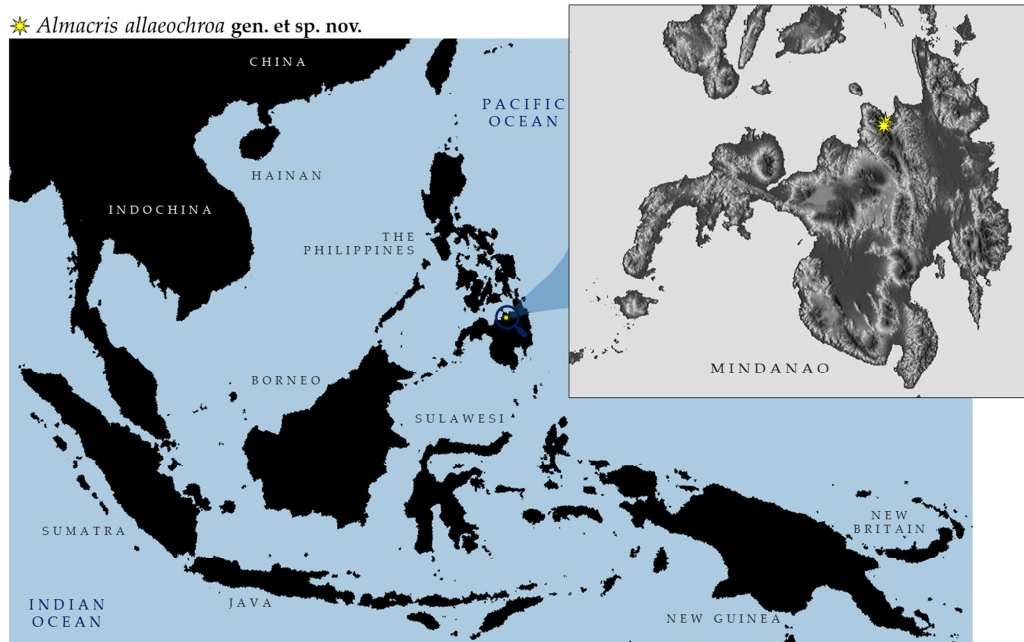 Almacris allaeochroa gen. et sp. nov.
CHINA
PACIFIC
OCEAN
HAINAN
INDOCHINA
THE
PHILIPPINES
MINDANAO
BORNEO
SULAWESI
SUMATRA
NEW
BRITAIN
INDIAN
OCEAN
JAVA
NEW GUINEA